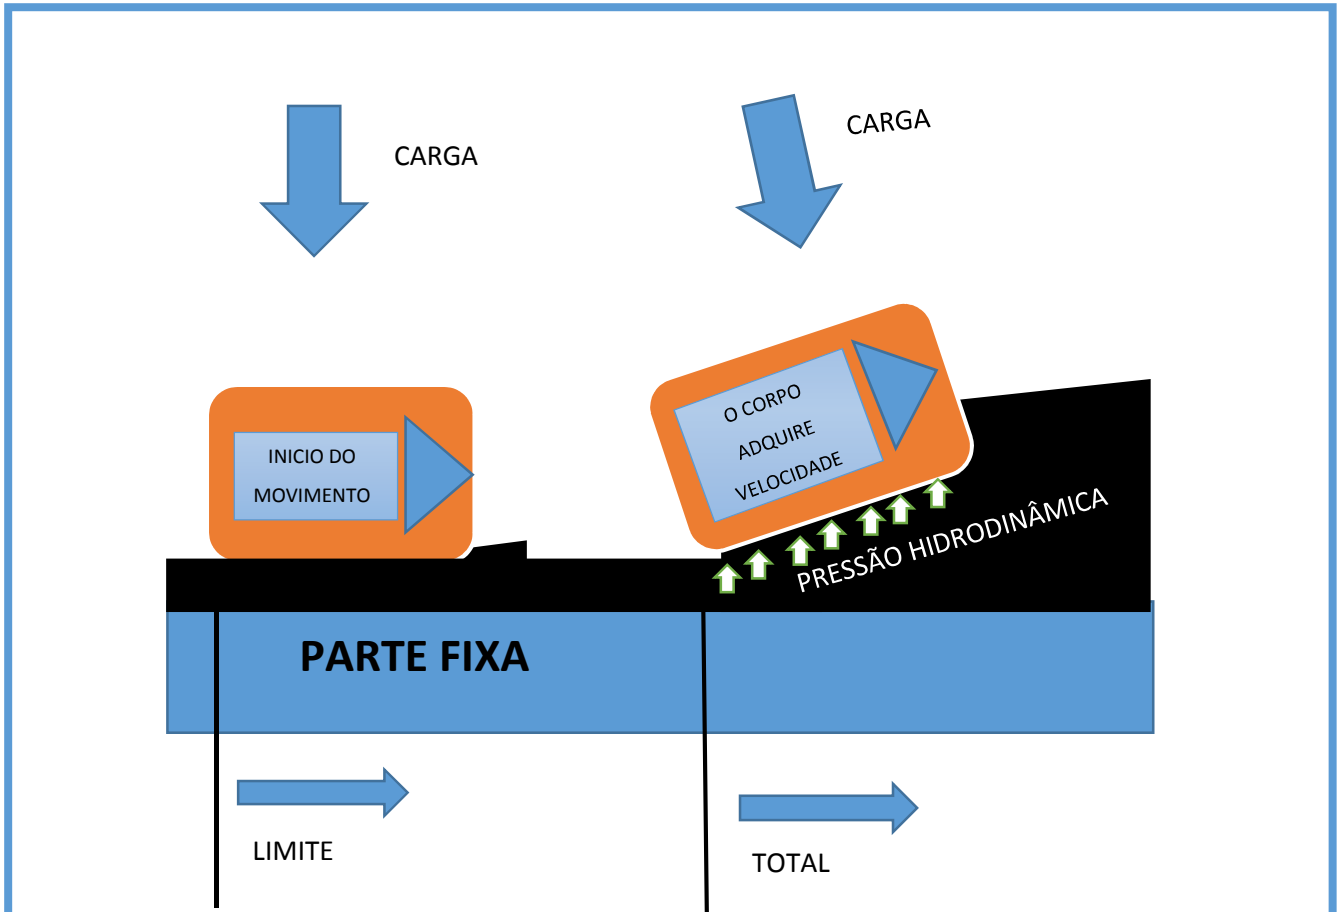 CARGA
CARGA
INICIO DO
MOVIMENTO
O CORPO
ADQUIRE
VELOCIDADE
PRESSÃO HIDRODINÂMICA
PARTE FIXA
LIMITE
TOTAL